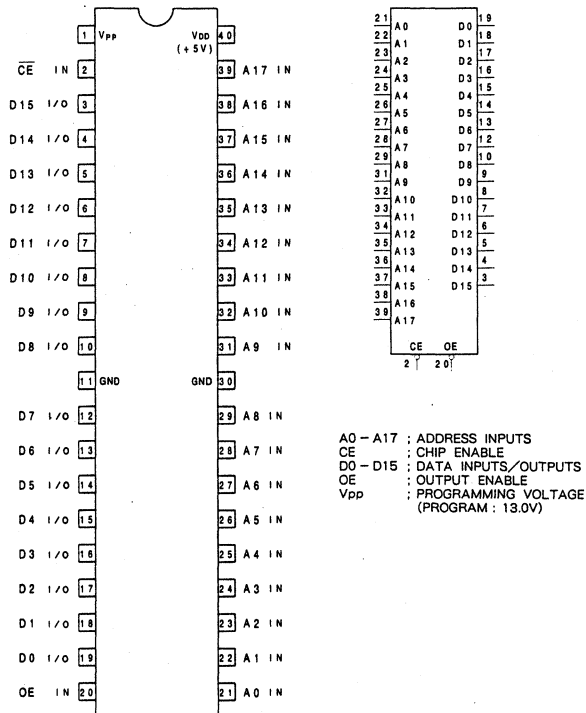 1 Vpp VDD 40
(+5V)
CE IN 2 39 A17 IN
D15 I/O 3 38 A16 IN
D14 I/O 4 37 A15 IN
D13 I/O 5 36 A14 IN
D12 I/O 6 35 A13 IN
D11 I/O 7 34 A12 IN
D10 I/O 8 33 A11 IN
D9 I/O 9 32 A10 IN
D8 I/O 10 31 A9 IN
11 GND GND 30
D7 I/O 12 29 A8 IN
D6 I/O 13 28 A7 IN
D5 I/O 14 27 A6 IN
D4 I/O 15 26 A5 IN
D3 I/O 16 25 A4 IN
D2 I/O 17 24 A3 IN
D1 I/O 18 23 A2 IN
D0 I/O 19 22 A1 IN
OE IN 20 21 A0 IN
21 A0 D0 19
22 A1 D1 18
23 A2 D2 17
24 A3 D3 16
25 A4 D4 15
26 A5 D5 14
27 A6 D6 13
28 A7 D7 12
29 A8 D8 10
31 A9 D9 9
32 A10 D10 8
33 A11 D11 7
34 A12 D12 6
35 A13 D13 5
36 A14 D14 4
37 A15 D15 3
38 A16
39 A17
CE OE
2 20
A0 – A17 ; ADDRESS INPUTS
CE ; CHIP ENABLE
D0 – D15 ; DATA INPUTS/OUTPUTS
OE ; OUTPUT ENABLE
Vpp ; PROGRAMMING VOLTAGE
(PROGRAM : 13.0V)